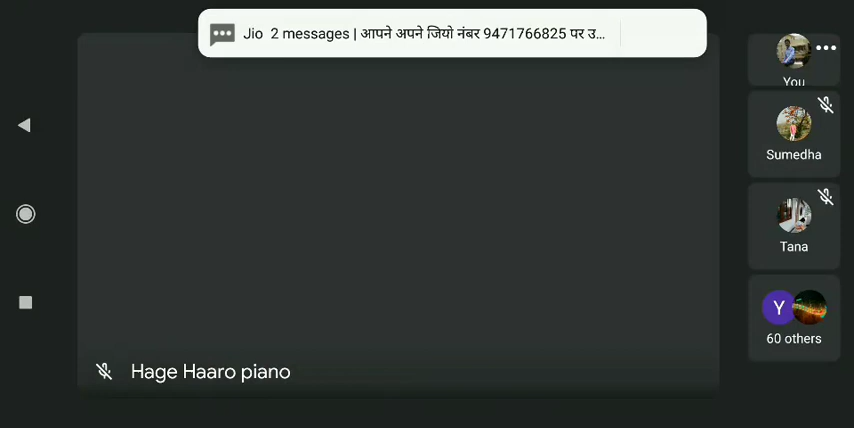 Jio 2 messages | आपने अपने जियो नंबर 9471766825 पर उ...
You
Sumedha
Tana
Y
60 others
Hage Haaro piano